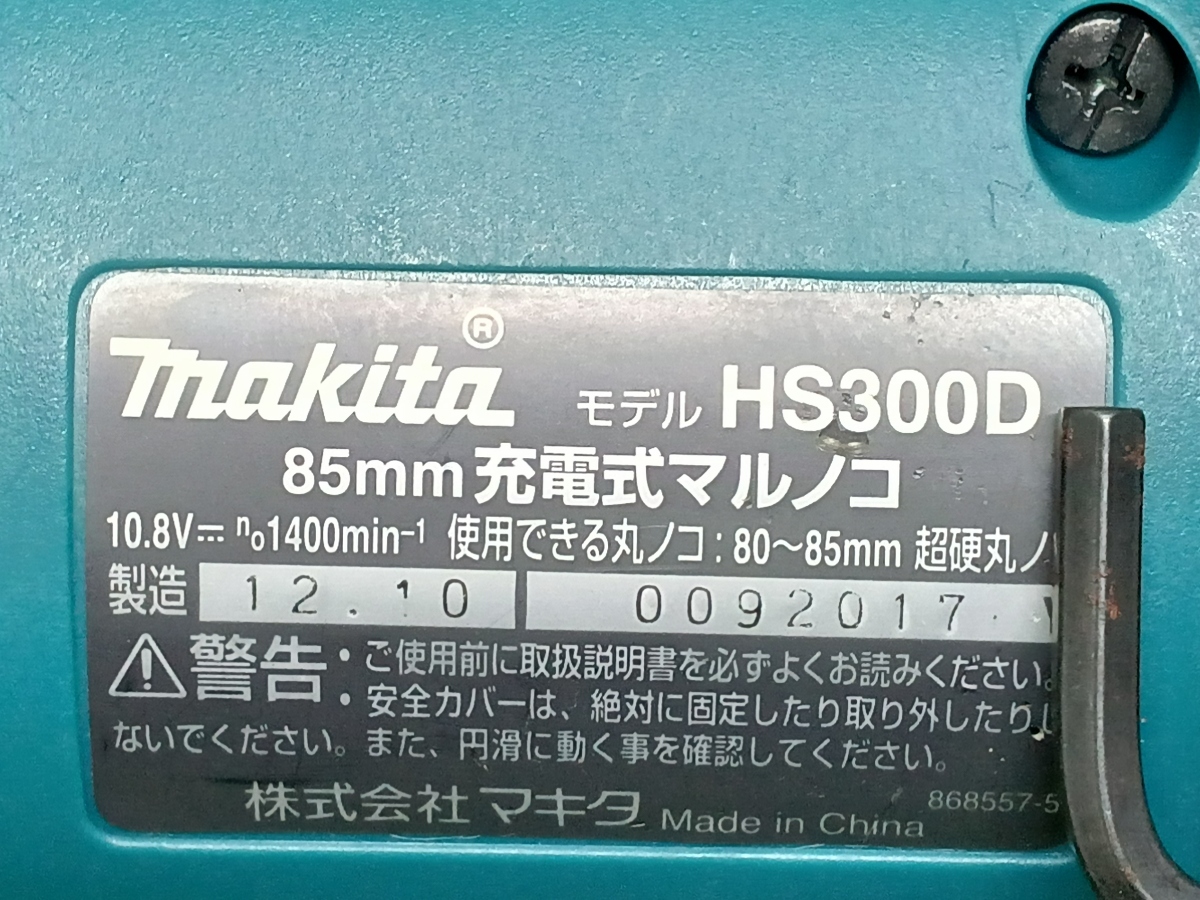 makita® モデル HS300D
85mm 充電式マルノコ
10.8V⎓ n₀1400min⁻¹ 使用できる丸ノコ：80～85mm 超硬丸ノ
製造 12.10 0092017
警告・ご使用前に取扱説明書を必ずよくお読みください。
・安全カバーは、絶対に固定したり取り外したりし
ないでください。また、円滑に動く事を確認してください。
株式会社マキタ Made in China
868557-5